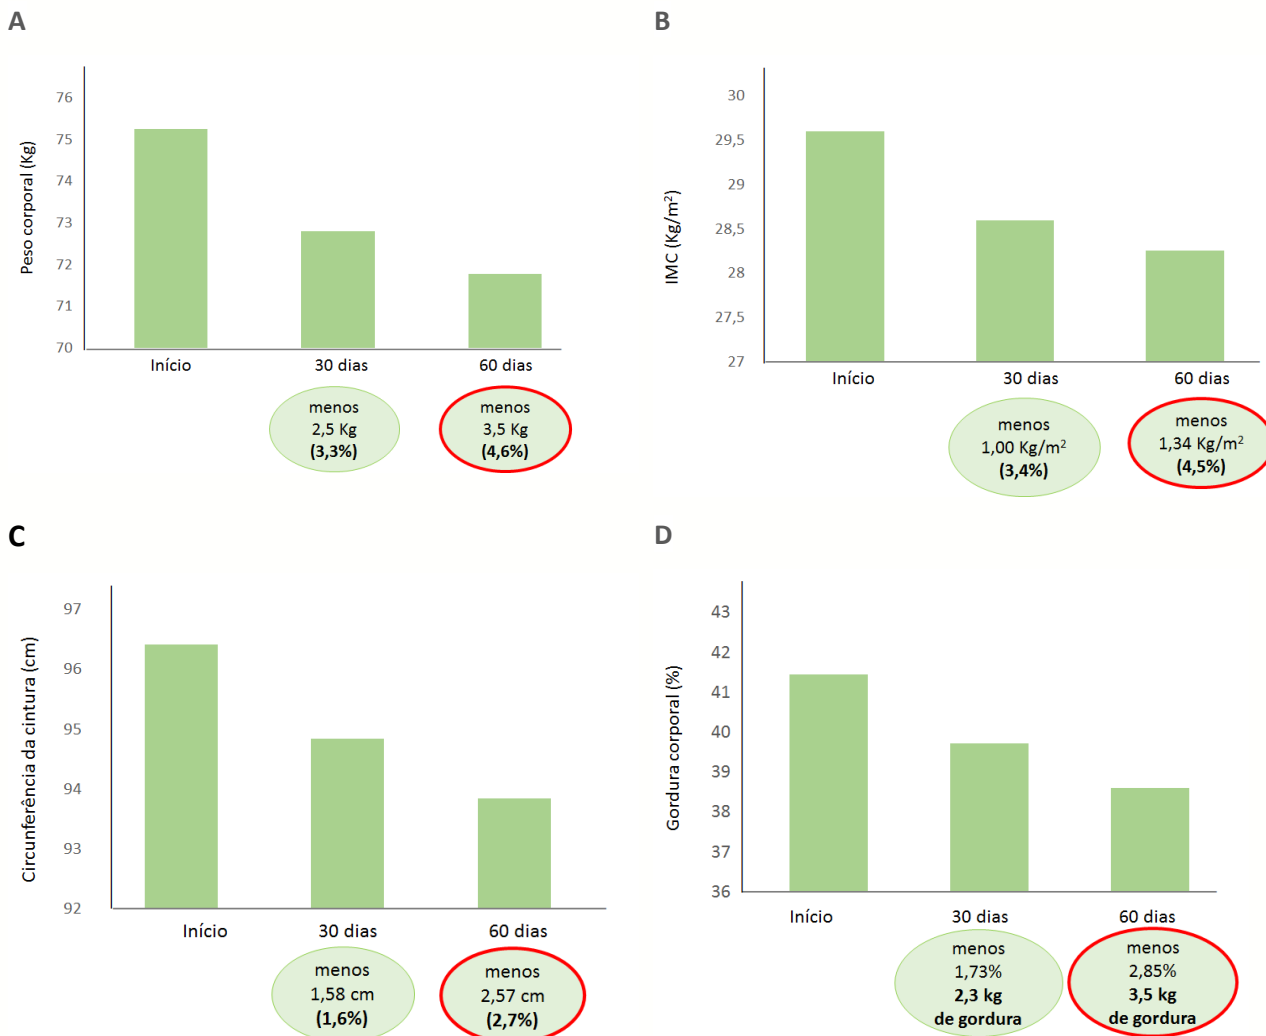 A
Peso corporal (Kg)
76
75
74
73
72
71
70
Início
30 dias
60 dias
menos
2,5 Kg
(3,3%)
menos
3,5 Kg
(4,6%)
B
IMC (Kg/m²)
30
29,5
29
28,5
28
27,5
27
Início
30 dias
60 dias
menos
1,00 Kg/m²
(3,4%)
menos
1,34 Kg/m²
(4,5%)
C
Circunferência da cintura (cm)
97
96
95
94
93
92
Início
30 dias
60 dias
menos
1,58 cm
(1,6%)
menos
2,57 cm
(2,7%)
D
Gordura corporal (%)
43
42
41
40
39
38
37
36
Início
30 dias
60 dias
menos
1,73%
2,3 kg
de gordura
menos
2,85%
3,5 kg
de gordura